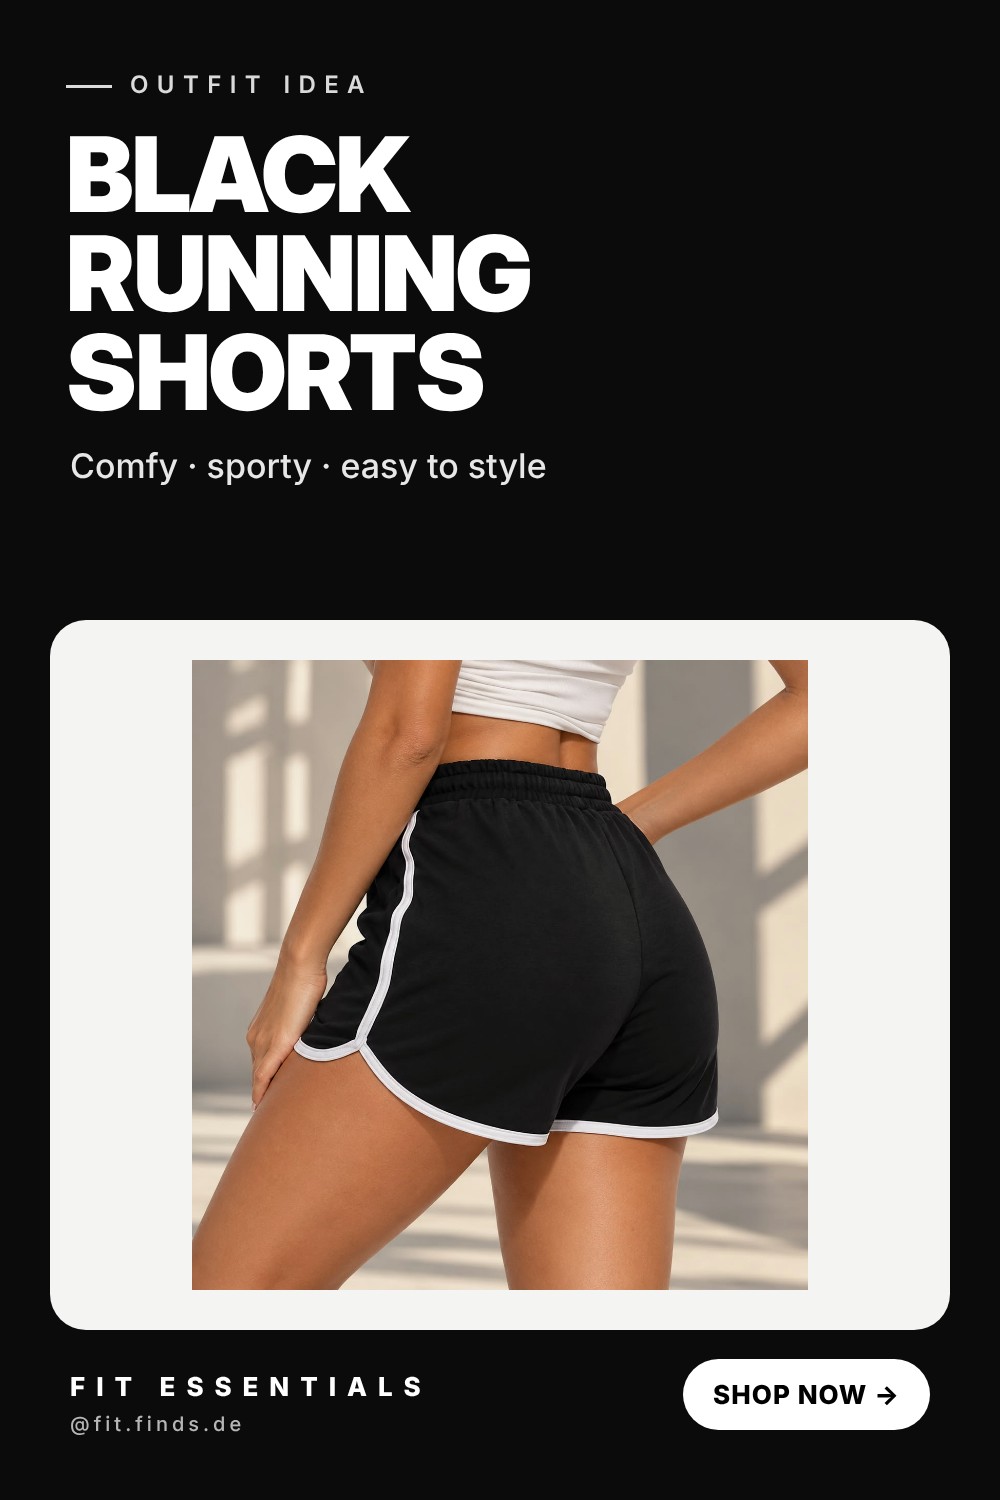 OUTFIT IDEA
BLACK
RUNNING
SHORTS
Comfy · sporty · easy to style
FIT ESSENTIALS
@fit.finds.de
SHOP NOW →